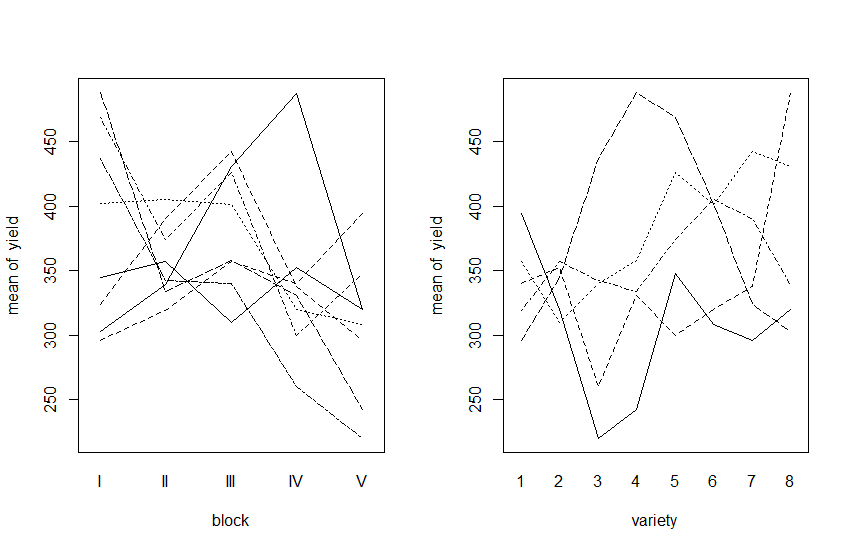 mean of yield
450
400
350
300
250
I II III IV V
block
mean of yield
450
400
350
300
250
1 2 3 4 5 6 7 8
variety